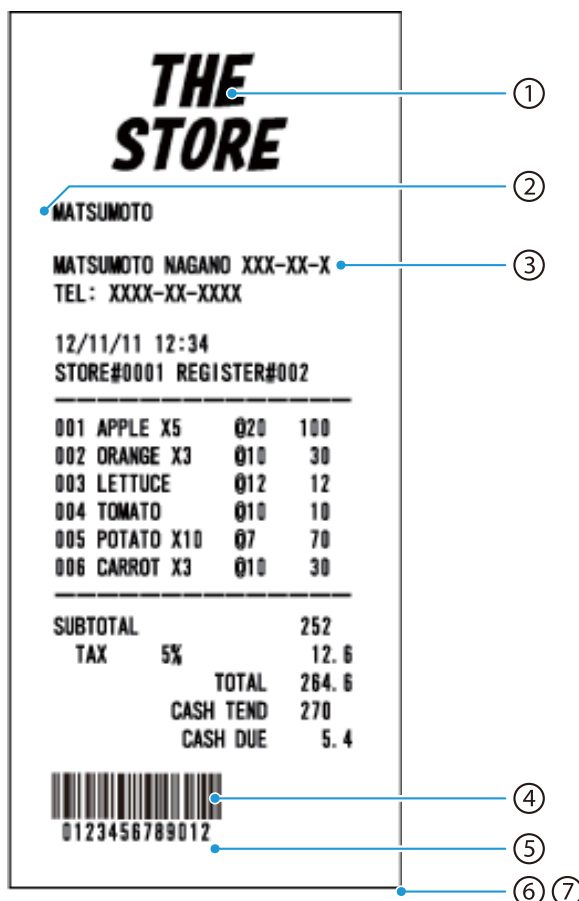 THE
STORE
①
②
MATSUMOTO
MATSUMOTO NAGANO XXX-XX-X
③
TEL: XXXX-XX-XXXX
12/11/11 12:34
STORE#0001 REGISTER#002
001 APPLE X5 @20 100
002 ORANGE X3 @10 30
003 LETTUCE @12 12
004 TOMATO @10 10
005 POTATO X10 @7 70
006 CARROT X3 @10 30
SUBTOTAL 252
TAX 5% 12.6
TOTAL 264.6
CASH TEND 270
CASH DUE 5.4
④
0123456789012
⑤
⑥ ⑦